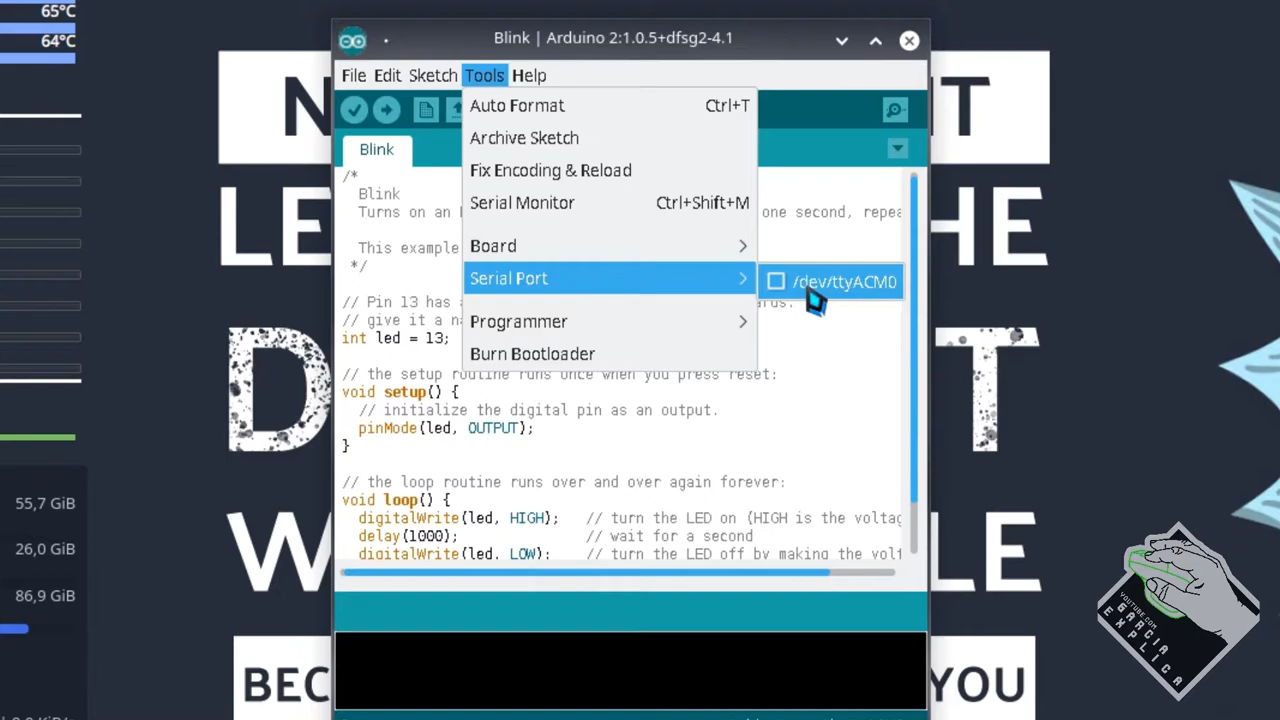 65°C
64°C
55,7 GiB
26,0 GiB
86,9 GiB
Blink | Arduino 2:1.0.5+dfsg2-4.1
File Edit Sketch Tools Help
Auto Format Ctrl+T
Archive Sketch
Fix Encoding & Reload
Serial Monitor Ctrl+Shift+M
Board
Serial Port
/dev/ttyACM0
Programmer
Burn Bootloader
Blink
/*
Blink
Turns on an one second, repea
This example
*/
// Pin 13 has a
// give it a na
int led = 13;
// the setup routine runs once when you press reset:
void setup() {
// initialize the digital pin as an output.
pinMode(led, OUTPUT);
}
// the loop routine runs over and over again forever:
void loop() {
digitalWrite(led, HIGH); // turn the LED on (HIGH is the voltag
delay(1000); // wait for a second
digitalWrite(led, LOW); // turn the LED off by making the volt
BEC
YOU
YOUTUBE.COM
GARCIA
EXPLICA